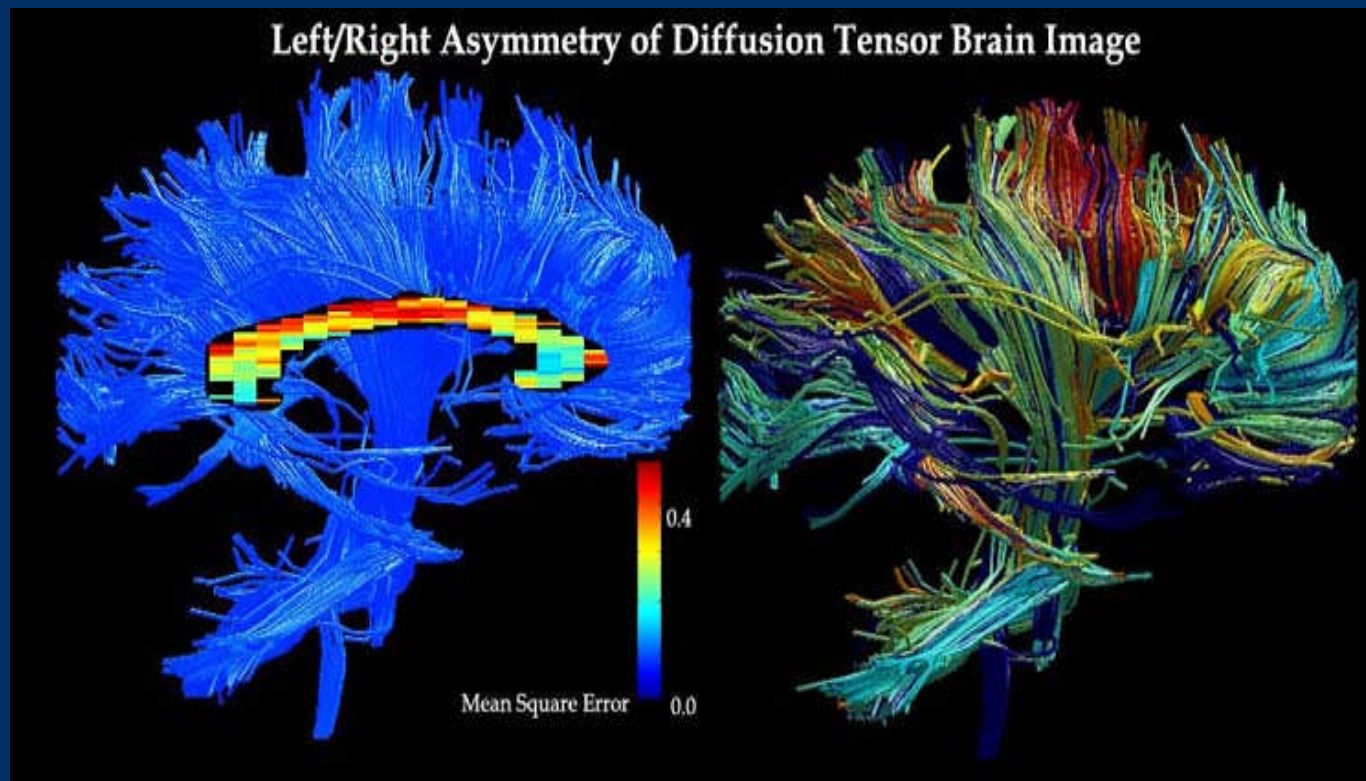 Left/Right Asymmetry of Diffusion Tensor Brain Image
0.4
Mean Square Error 0.0